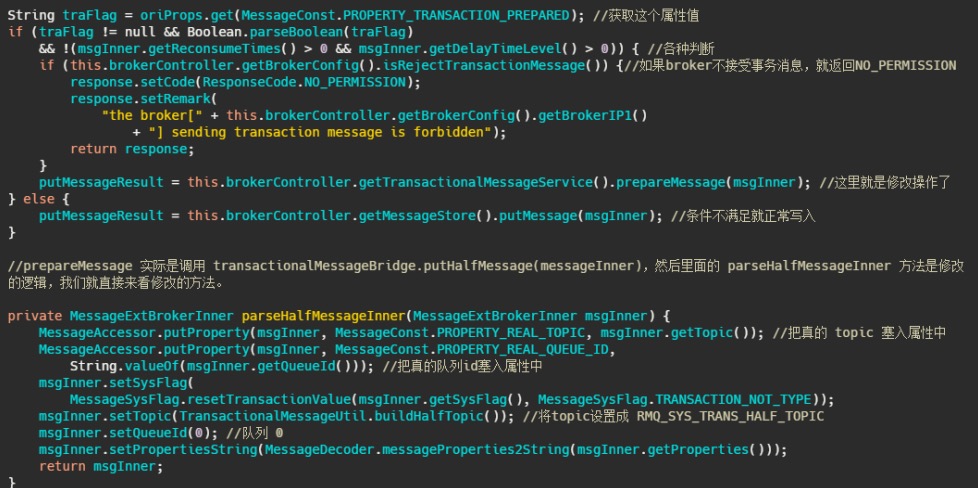 String traFlag = oriProps.get(MessageConst.PROPERTY_TRANSACTION_PREPARED); //获取这个属性值
if (traFlag != null && Boolean.parseBoolean(traFlag)
    && !(msgInner.getReconsumeTimes() > 0 && msgInner.getDelayTimeLevel() > 0)) { //各种判断
    if (this.brokerController.getBrokerConfig().isRejectTransactionMessage()) {//如果broker不接受事务消息，就返回NO_PERMISSION
        response.setCode(ResponseCode.NO_PERMISSION);
        response.setRemark(
            "the broker[" + this.brokerController.getBrokerConfig().getBrokerIP1()
                + "] sending transaction message is forbidden");
        return response;
    }
    putMessageResult = this.brokerController.getTransactionalMessageService().prepareMessage(msgInner); //这里就是修改操作了
} else {
    putMessageResult = this.brokerController.getMessageStore().putMessage(msgInner); //条件不满足就正常写入
}
//prepareMessage 实际是调用 transactionalMessageBridge.putHalfMessage(messageInner)，然后里面的 parseHalfMessageInner 方法是修改
的逻辑，我们就直接来看修改的方法。
private MessageExtBrokerInner parseHalfMessageInner(MessageExtBrokerInner msgInner) {
    MessageAccessor.putProperty(msgInner, MessageConst.PROPERTY_REAL_TOPIC, msgInner.getTopic()); //把真的 topic 塞入属性中
    MessageAccessor.putProperty(msgInner, MessageConst.PROPERTY_REAL_QUEUE_ID,
        String.valueOf(msgInner.getQueueId())); //把真的队列id塞入属性中
    msgInner.setSysFlag(
        MessageSysFlag.resetTransactionValue(msgInner.getSysFlag(), MessageSysFlag.TRANSACTION_NOT_TYPE));
    msgInner.setTopic(TransactionalMessageUtil.buildHalfTopic()); //将topic设置成 RMQ_SYS_TRANS_HALF_TOPIC
    msgInner.setQueueId(0); //队列 0
    msgInner.setPropertiesString(MessageDecoder.messageProperties2String(msgInner.getProperties()));
    return msgInner;
}